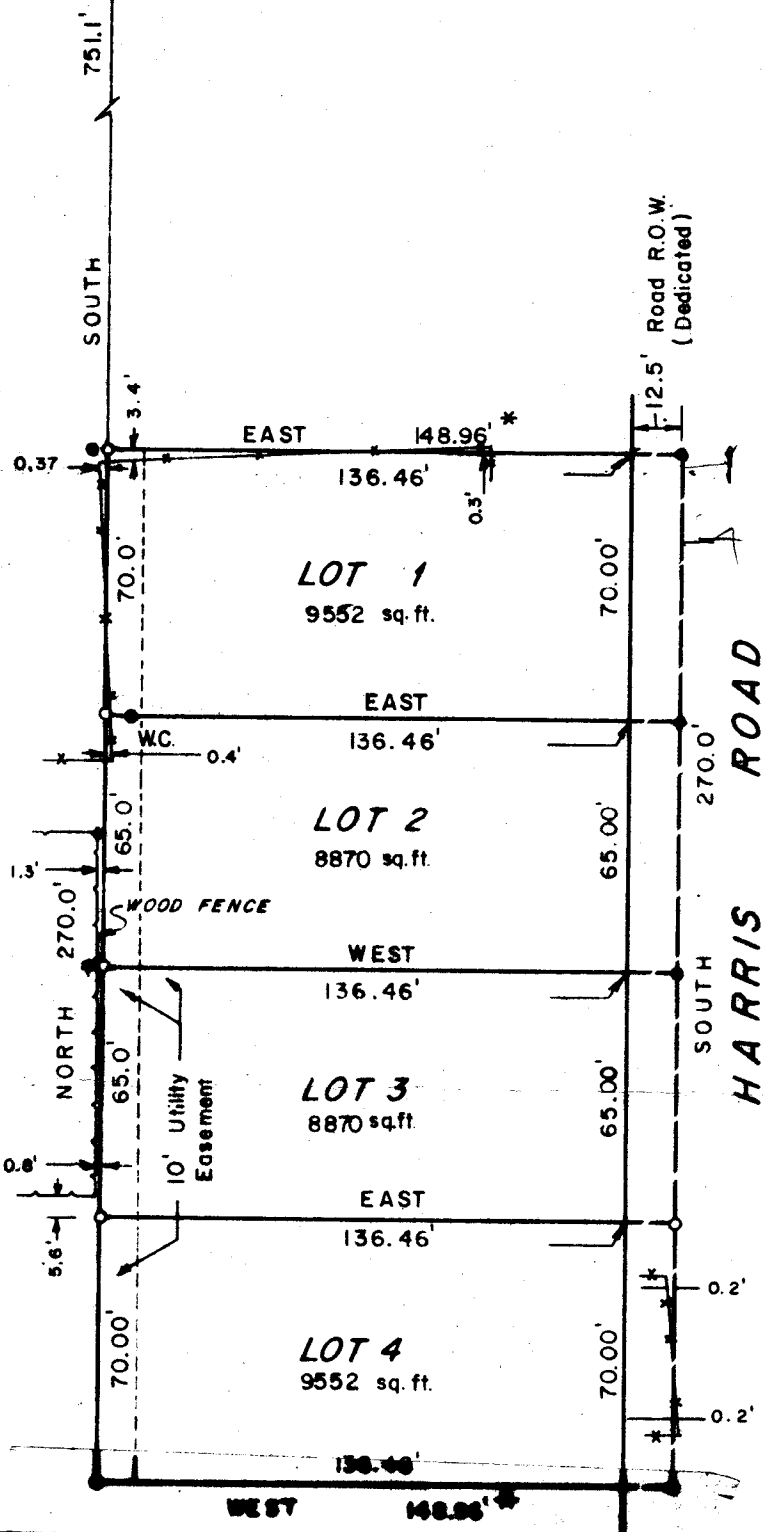 751.1'
SOUTH
12.5' Road R.O.W.
(Dedicated)
3.4'
EAST 148.96' *
0.37
136.46'
0.3'
70.0'
LOT 1
9552 sq. ft.
70.00'
EAST
W.C.
136.46'
0.4'
270.0'
ROAD
65.0'
LOT 2
8870 sq. ft.
65.00'
1.3'
270.0'
WOOD FENCE
WEST
136.46'
SOUTH
HARRIS
NORTH
65.0'
10' Utility
Easement
LOT 3
8870 sq.ft.
65.00'
0.8'
EAST
136.46'
5.6'
0.2'
70.00'
LOT 4
9552 sq. ft.
70.00'
0.2'
WEST 148.96' *